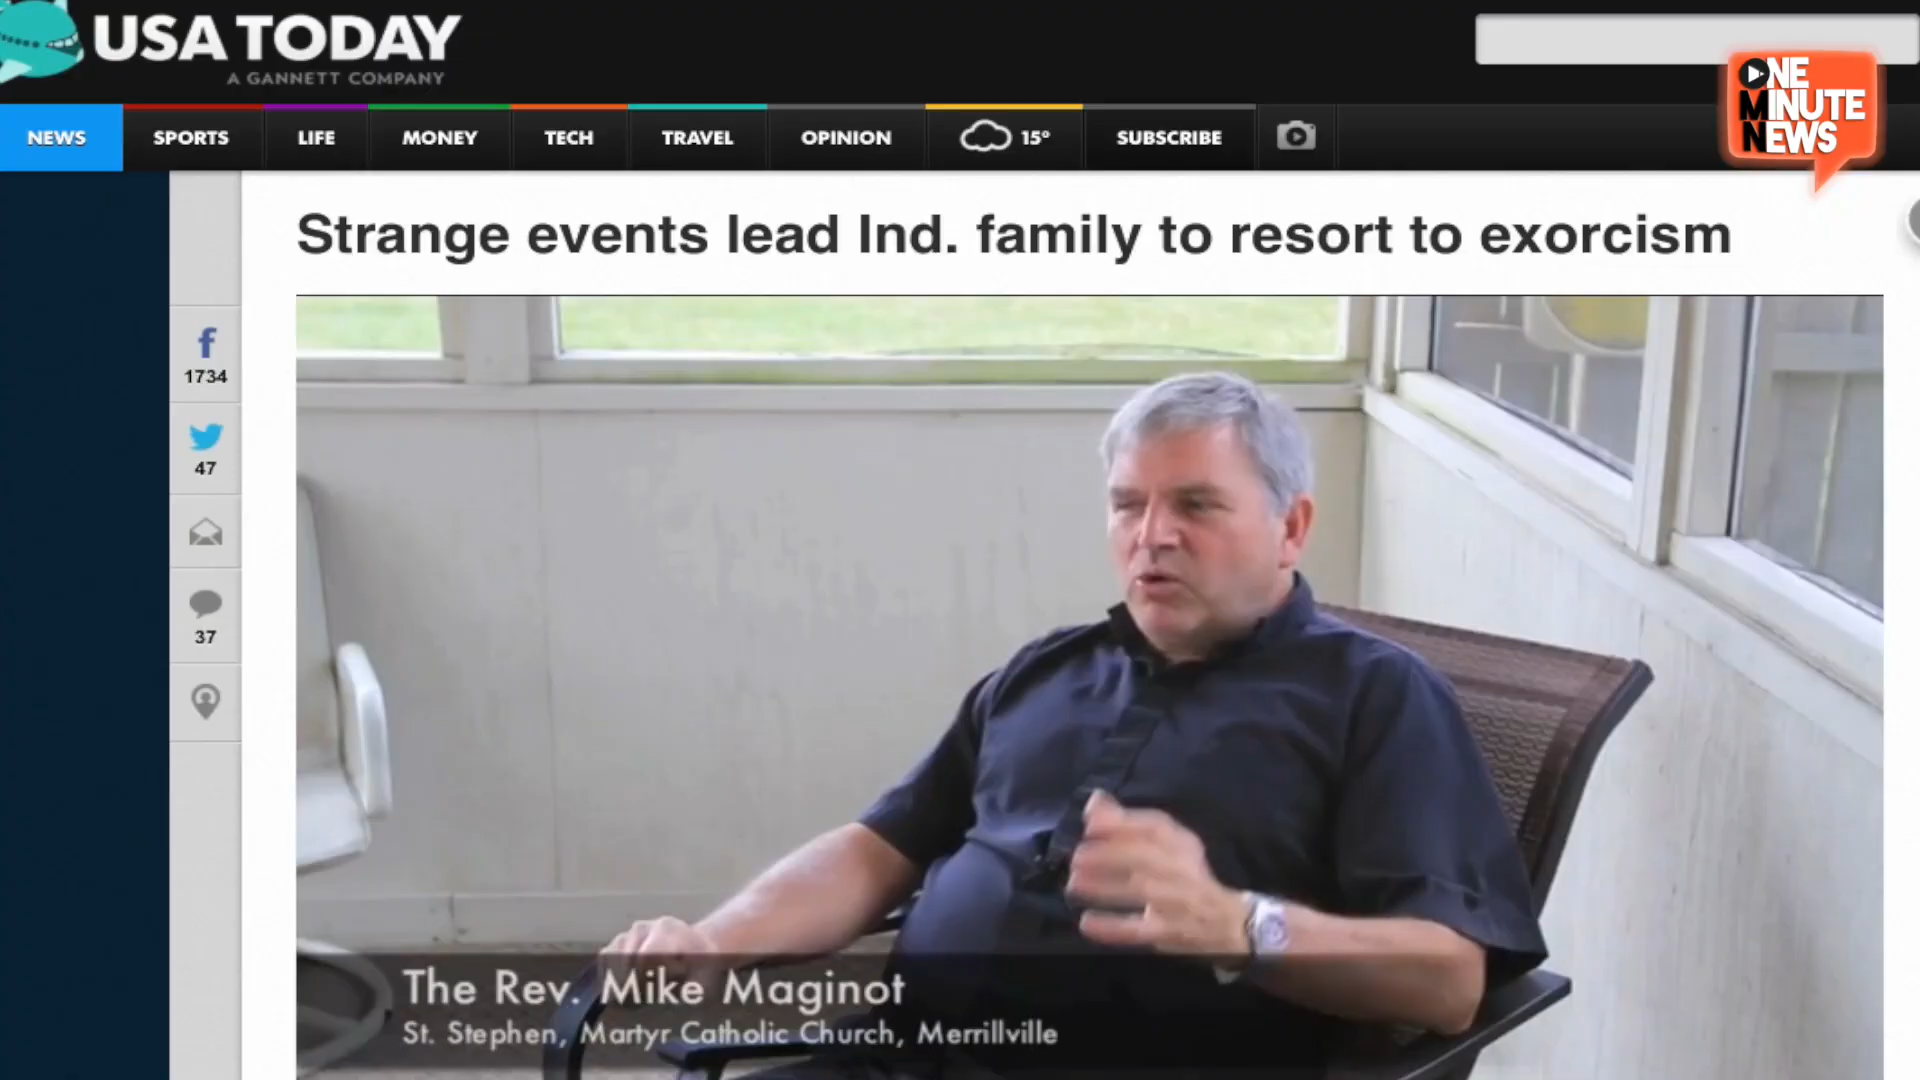 USA TODAY
A GANNETT COMPANY
ONE
MINUTE
NEWS
NEWS SPORTS LIFE MONEY TECH TRAVEL OPINION 15° SUBSCRIBE
Strange events lead Ind. family to resort to exorcism
f
1734
47
37
The Rev. Mike Maginot
St. Stephen, Martyr Catholic Church, Merrillville